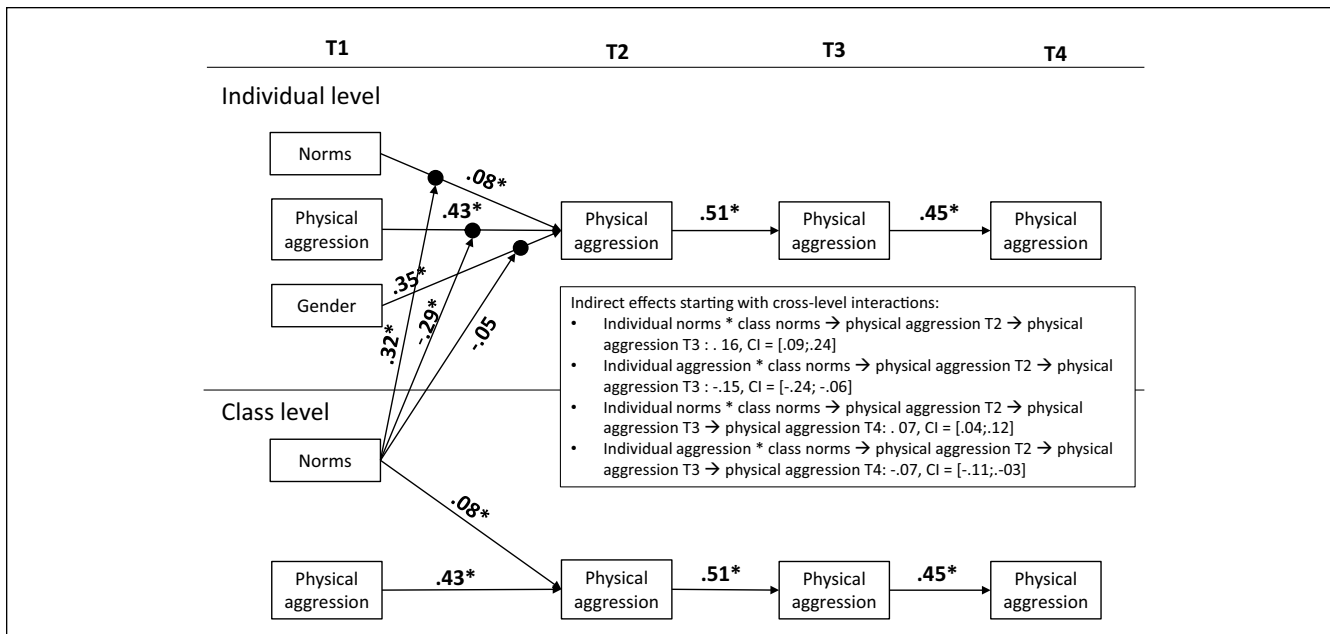 T1 T2 T3 T4
Individual level
Norms
.08*
Physical
aggression
.43*
Physical
aggression
.51*
Physical
aggression
.45*
Physical
aggression
Gender
.35*
.32*
-.29*
-.05
Indirect effects starting with cross-level interactions:
• Individual norms * class norms → physical aggression T2 → physical
aggression T3 : . 16, CI = [.09;.24]
• Individual aggression * class norms → physical aggression T2 → physical
aggression T3 : -.15, CI = [-.24; -.06]
• Individual norms * class norms → physical aggression T2 → physical
aggression T3 → physical aggression T4: . 07, CI = [.04;.12]
• Individual aggression * class norms → physical aggression T2 → physical
aggression T3 → physical aggression T4: -.07, CI = [-.11;.-03]
Class level
Norms
.08*
Physical
aggression
.43*
Physical
aggression
.51*
Physical
aggression
.45*
Physical
aggression